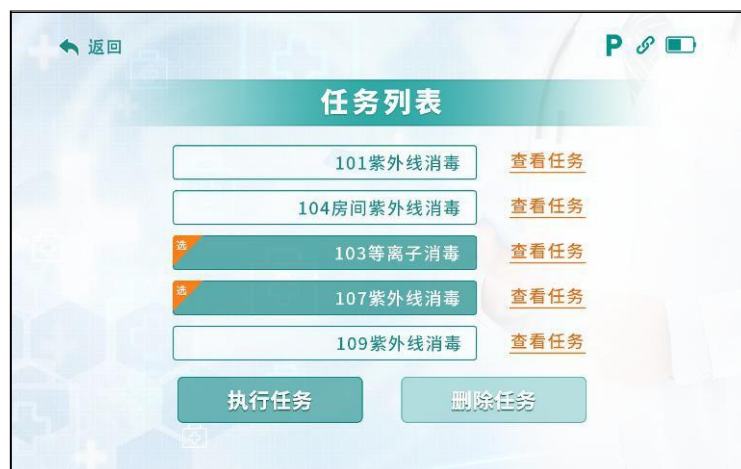 返回
P
任务列表
101紫外线消毒 查看任务
104房间紫外线消毒 查看任务
选 103等离子消毒 查看任务
选 107紫外线消毒 查看任务
109紫外线消毒 查看任务
执行任务 删除任务